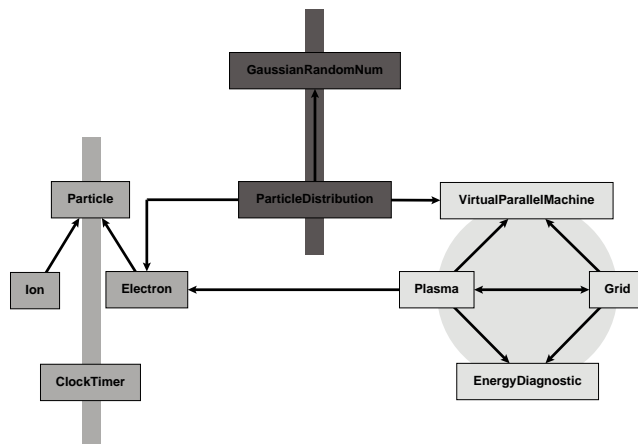 GaussianRandomNum
Particle
ParticleDistribution
VirtualParallelMachine
Ion
Electron
Plasma
Grid
ClockTimer
EnergyDiagnostic